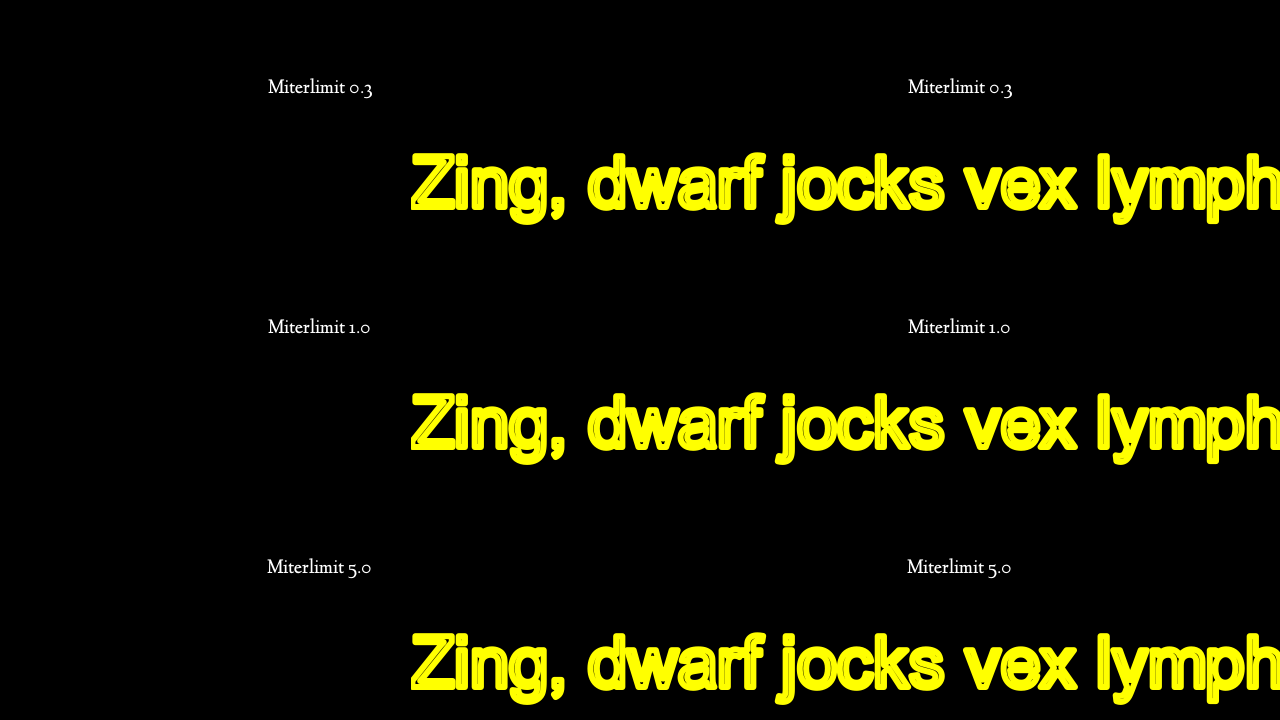 Miterlimit 0.3 Miterlimit 0.3
Zing, dwarf jocks vex lymph
Miterlimit 1.0 Miterlimit 1.0
Zing, dwarf jocks vex lymph
Miterlimit 5.0 Miterlimit 5.0
Zing, dwarf jocks vex lymph